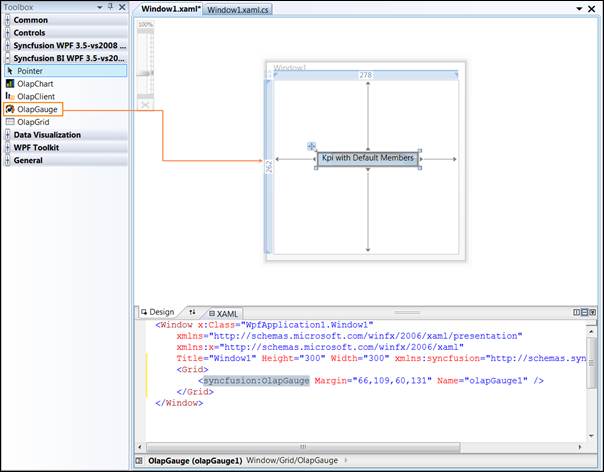 Toolbox
Common
Controls
Syncfusion WPF 3.5-vs2008 ...
Syncfusion BI WPF 3.5-vs20...
Pointer
OlapChart
OlapClient
OlapGauge
OlapGrid
Data Visualization
WPF Toolkit
General
Window1.xaml* Window1.xaml.cs
100%
Window1
278
262
Kpi with Default Members
Design XAML
<Window x:Class="WpfApplication1.Window1"
xmlns="http://schemas.microsoft.com/winfx/2006/xaml/presentation"
xmlns:x="http://schemas.microsoft.com/winfx/2006/xaml"
Title="Window1" Height="300" Width="300" xmlns:syncfusion="http://schemas.syn
<Grid>
<syncfusion:OlapGauge Margin="66,109,60,131" Name="olapGauge1" />
</Grid>
</Window>
OlapGauge (olapGauge1) Window/Grid/OlapGauge